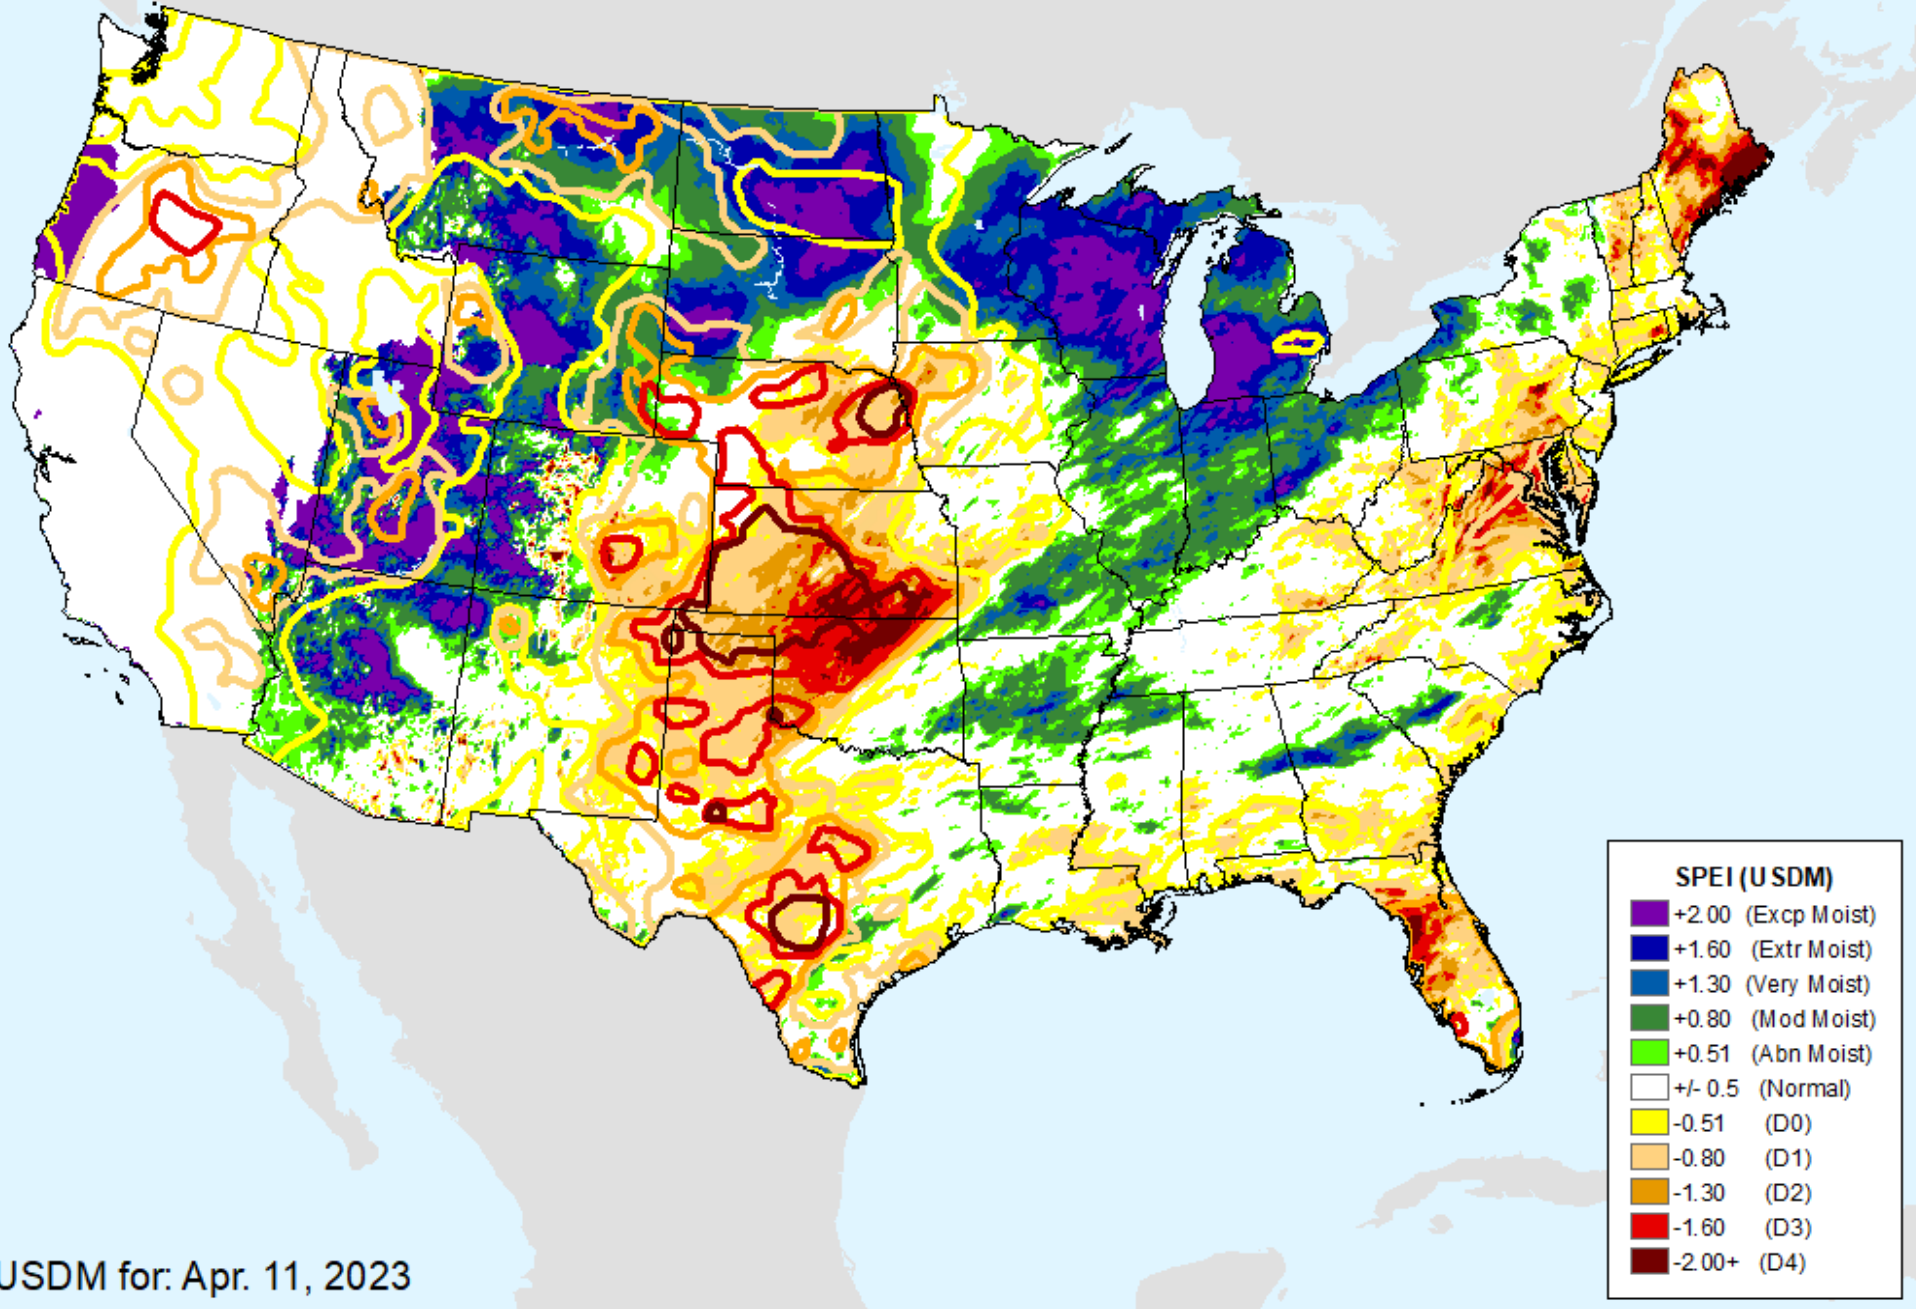 SPEI (USDM)
+2.00 (Excp Moist)
+1.60 (Extr Moist)
+1.30 (Very Moist)
+0.80 (Mod Moist)
+0.51 (Abn Moist)
+/- 0.5 (Normal)
-0.51 (D0)
-0.80 (D1)
-1.30 (D2)
-1.60 (D3)
-2.00+ (D4)
USDM for: Apr. 11, 2023